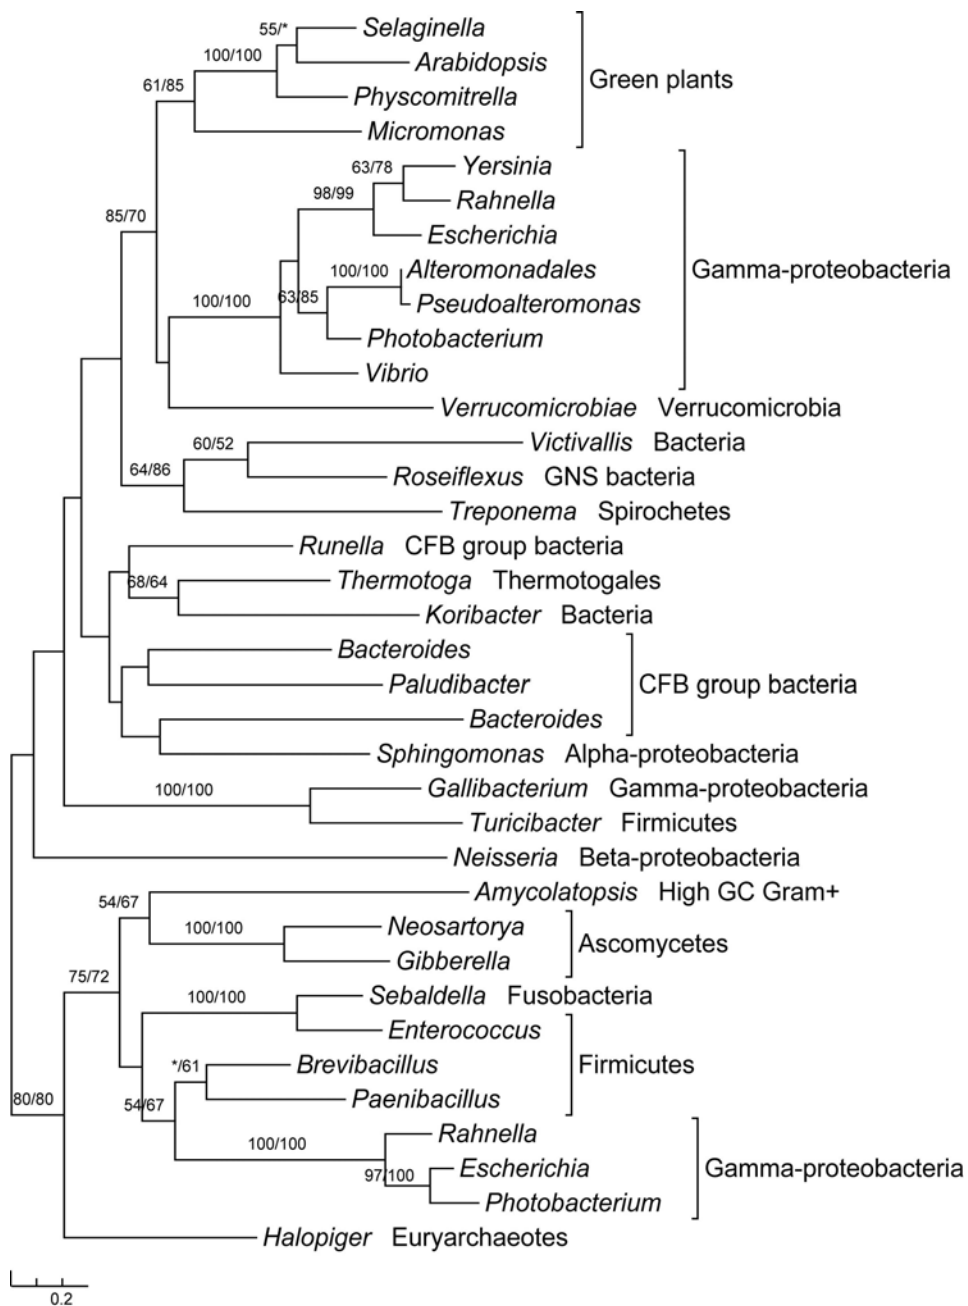 55/* Selaginella
100/100 Arabidopsis
Green plants
61/85 Physcomitrella
Micromonas
63/78 Yersinia
98/99 Rahnella
85/70 Escherichia
100/100 Alteromonadales
Gamma-proteobacteria
100/100 63/85 Pseudoalteromonas
Photobacterium
Vibrio
Verrucomicrobiae Verrucomicrobia
60/52 Victivallis Bacteria
64/86 Roseiflexus GNS bacteria
Treponema Spirochetes
Runella CFB group bacteria
68/64 Thermotoga Thermotogales
Koribacter Bacteria
Bacteroides
Paludibacter CFB group bacteria
Bacteroides
Sphingomonas Alpha-proteobacteria
100/100 Gallibacterium Gamma-proteobacteria
Turicibacter Firmicutes
Neisseria Beta-proteobacteria
54/67 Amycolatopsis High GC Gram+
100/100 Neosartorya
Ascomycetes
75/72 Gibberella
100/100 Sebaldella Fusobacteria
Enterococcus
*/61 Brevibacillus Firmicutes
80/80 54/67 Paenibacillus
100/100 Rahnella
97/100 Escherichia Gamma-proteobacteria
Photobacterium
Halopiger Euryarchaeotes
0.2